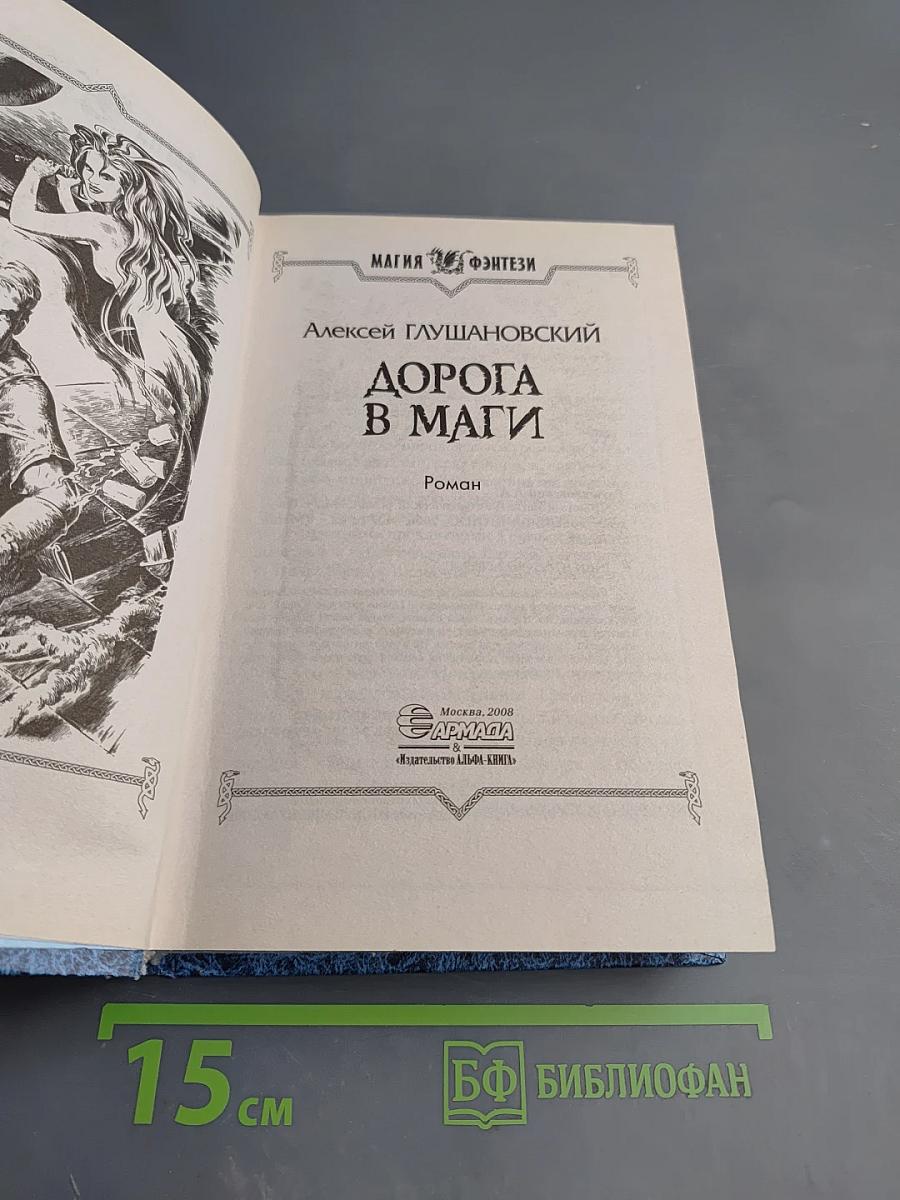 МАГИЯ ФЭНТЕЗИ
Алексей ГЛУШАНОВСКИЙ
ДОРОГА
В МАГИ
Роман
Москва, 2008
АРМАДА
&
«Издательство АЛЬФА-КНИГА»
15 см
БФ БИБЛИОФАН